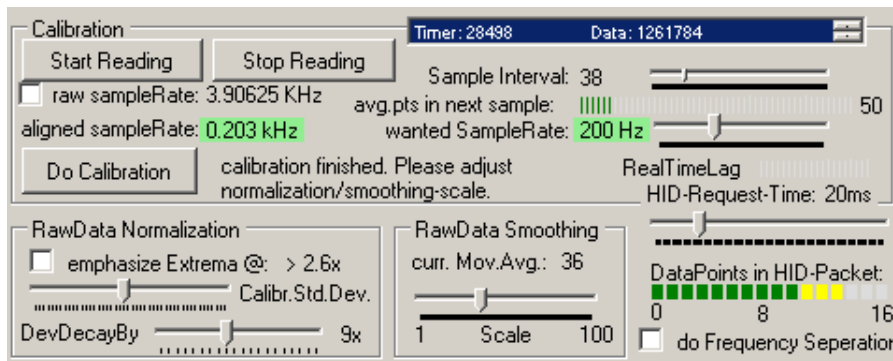 Calibration
Timer: 28498 Data: 1261784
Start Reading Stop Reading
Sample Interval: 38
raw sampleRate: 3.90625 KHz
avg.pts in next sample: 50
aligned sampleRate: 0.203 kHz
wanted SampleRate: 200 Hz
Do Calibration
calibration finished. Please adjust
normalization/smoothing-scale.
RealTimeLag
HID-Request-Time: 20ms
RawData Normalization
emphasize Extrema @: > 2.6x
Calibr.Std.Dev.
DevDecayBy 9x
RawData Smoothing
curr. Mov.Avg.: 36
1 Scale 100
DataPoints in HID-Packet:
0 8 16
do Frequency Seperation